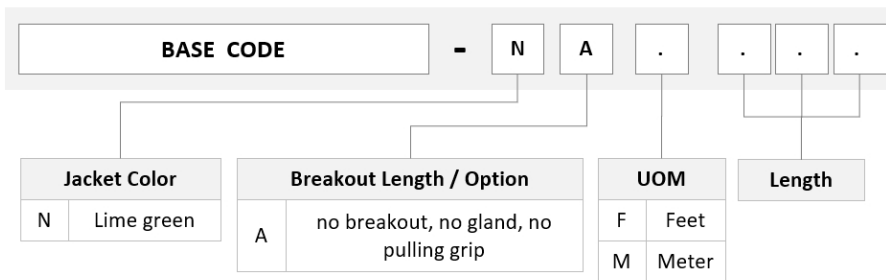 BASE CODE - N A . . . .
Jacket Color
N Lime green
Breakout Length / Option
A no breakout, no gland, no
pulling grip
UOM
F Feet
M Meter
Length